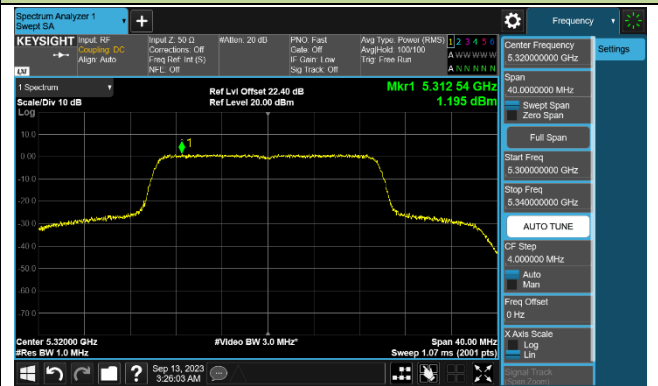 Spectrum Analyzer 1
Swept SA
Frequency
KEYSIGHT
Input: RF
Coupling: DC
Align: Auto
Input Z: 50 Ω
Corrections: Off
Freq Ref: Int (S)
NFE: Off
#Atten: 20 dB
PNO: Fast
Gate: Off
IF Gain: Low
Sig Track: Off
Avg Type: Power (RMS)
Avg|Hold: 100/100
Trig: Free Run
1 2 3 4 5 6
A W W W W W
A N N N N N
LXI
1 Spectrum
Scale/Div 10 dB
Log
Ref Lvl Offset 22.40 dB
Ref Level 20.00 dBm
Mkr1 5.312 54 GHz
1.195 dBm
1
10.0
0.00
-10.0
-20.0
-30.0
-40.0
-50.0
-60.0
-70.0
Center 5.32000 GHz
#Res BW 1.0 MHz
#Video BW 3.0 MHz*
Span 40.00 MHz
Sweep 1.07 ms (2001 pts)
Center Frequency
5.320000000 GHz
Settings
Span
40.0000000 MHz
Swept Span
Zero Span
Full Span
Start Freq
5.300000000 GHz
Stop Freq
5.340000000 GHz
AUTO TUNE
CF Step
4.000000 MHz
Auto
Man
Freq Offset
0 Hz
X Axis Scale
Log
Lin
Signal Track
(Span Zoom)
?
Sep 13, 2023
3:26:03 AM